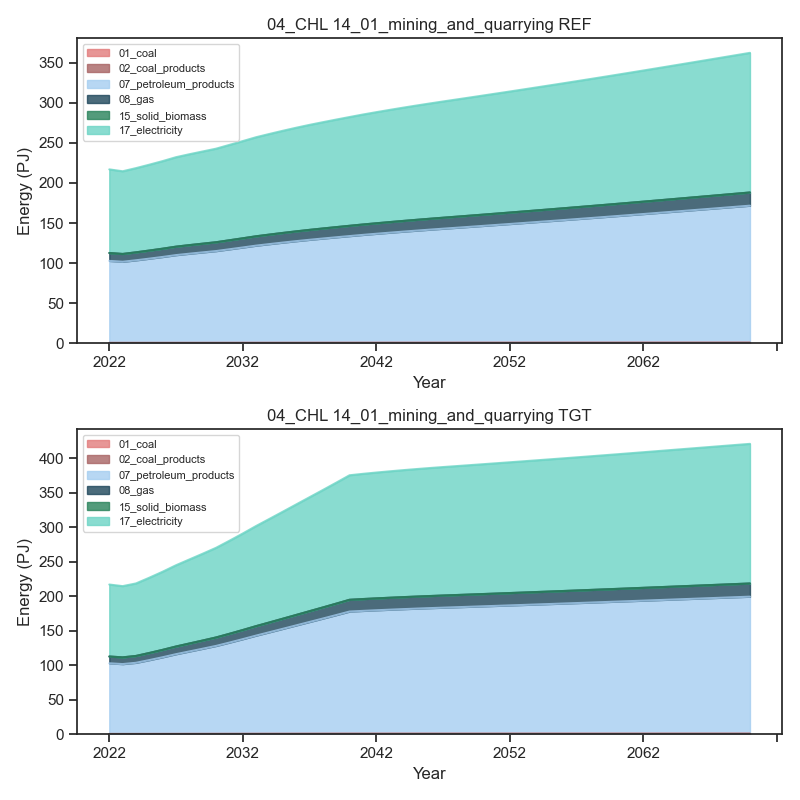 04_CHL 14_01_mining_and_quarrying REF
01_coal
02_coal_products
07_petroleum_products
08_gas
15_solid_biomass
17_electricity
Energy (PJ)
350
300
250
200
150
100
50
0
2022 2032 2042 2052 2062
Year
04_CHL 14_01_mining_and_quarrying TGT
01_coal
02_coal_products
07_petroleum_products
08_gas
15_solid_biomass
17_electricity
Energy (PJ)
400
350
300
250
200
150
100
50
0
2022 2032 2042 2052 2062
Year